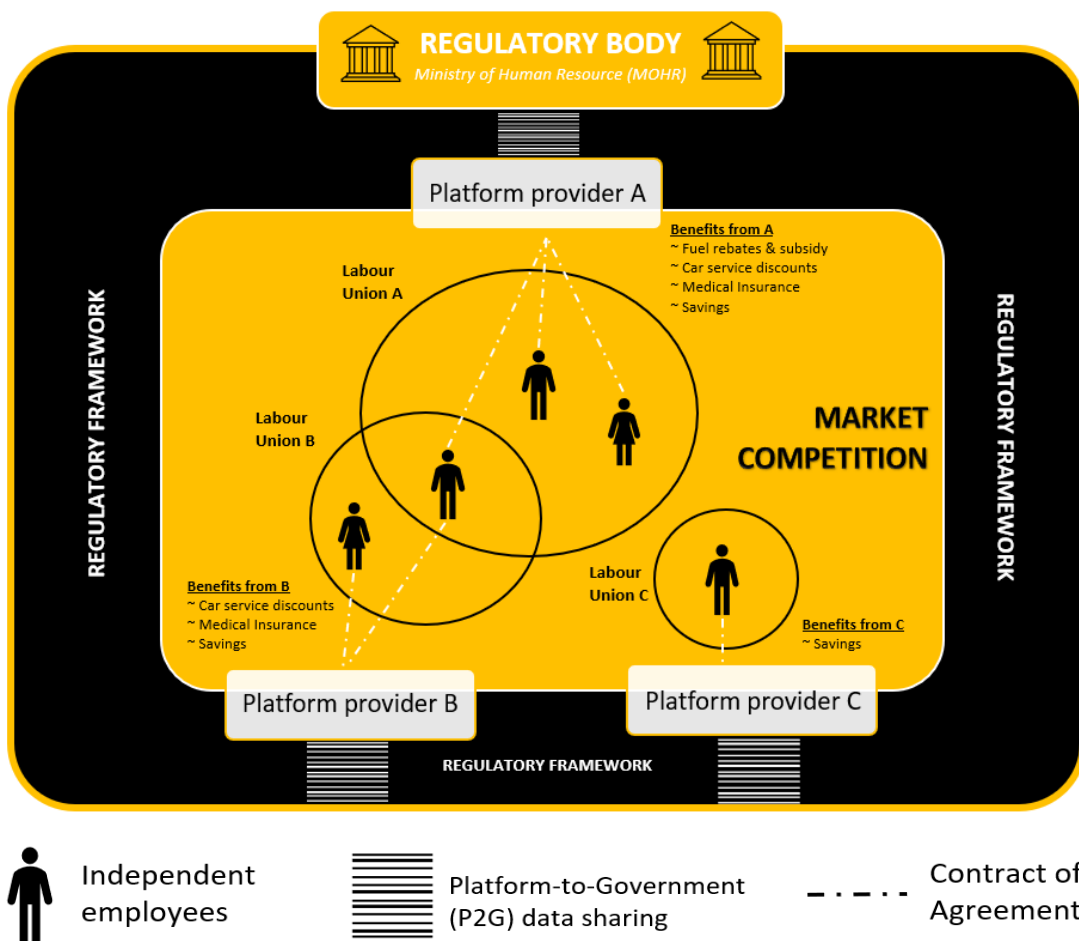 REGULATORY BODY
Ministry of Human Resource (MOHR)
Platform provider A
Benefits from A
~ Fuel rebates & subsidy
~ Car service discounts
~ Medical Insurance
~ Savings
Labour
Union A
REGULATORY FRAMEWORK
REGULATORY FRAMEWORK
MARKET
COMPETITION
Labour
Union B
Labour
Union C
Benefits from B
~ Car service discounts
~ Medical Insurance
~ Savings
Benefits from C
~ Savings
Platform provider B
Platform provider C
REGULATORY FRAMEWORK
Independent
employees
Platform-to-Government
(P2G) data sharing
Contract of
Agreement